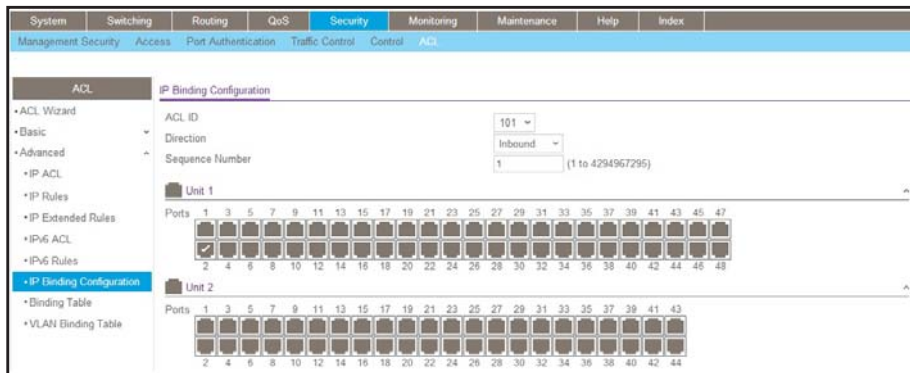 System Switching Routing QoS Security Monitoring Maintenance Help Index
Management Security Access Port Authentication Traffic Control Control ACL
ACL
• ACL Wizard
• Basic
• Advanced
• IP ACL
• IP Rules
• IP Extended Rules
• IPv6 ACL
• IPv6 Rules
• IP Binding Configuration
• Binding Table
• VLAN Binding Table
IP Binding Configuration
ACL ID 101
Direction Inbound
Sequence Number 1 (1 to 4294967295)
Unit 1
Ports 1 3 5 7 9 11 13 15 17 19 21 23 25 27 29 31 33 35 37 39 41 43 45 47
2 4 6 8 10 12 14 16 18 20 22 24 26 28 30 32 34 36 38 40 42 44 46 48
Unit 2
Ports 1 3 5 7 9 11 13 15 17 19 21 23 25 27 29 31 33 35 37 39 41 43
2 4 6 8 10 12 14 16 18 20 22 24 26 28 30 32 34 36 38 40 42 44